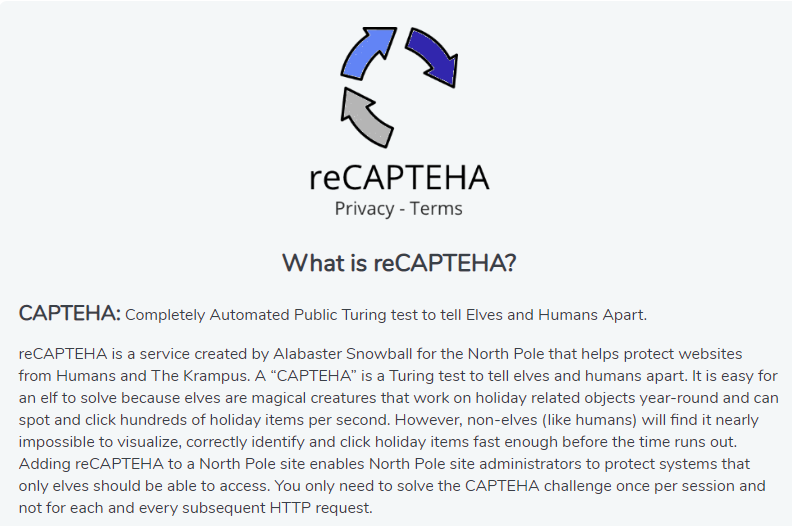 reCAPTEHA
Privacy - Terms
What is reCAPTEHA?
CAPTEHA: Completely Automated Public Turing test to tell Elves and Humans Apart.
reCAPTEHA is a service created by Alabaster Snowball for the North Pole that helps protect websites
from Humans and The Krampus. A “CAPTEHA” is a Turing test to tell elves and humans apart. It is easy for
an elf to solve because elves are magical creatures that work on holiday related objects year-round and can
spot and click hundreds of holiday items per second. However, non-elves (like humans) will find it nearly
impossible to visualize, correctly identify and click holiday items fast enough before the time runs out.
Adding reCAPTEHA to a North Pole site enables North Pole site administrators to protect systems that
only elves should be able to access. You only need to solve the CAPTEHA challenge once per session and
not for each and every subsequent HTTP request.